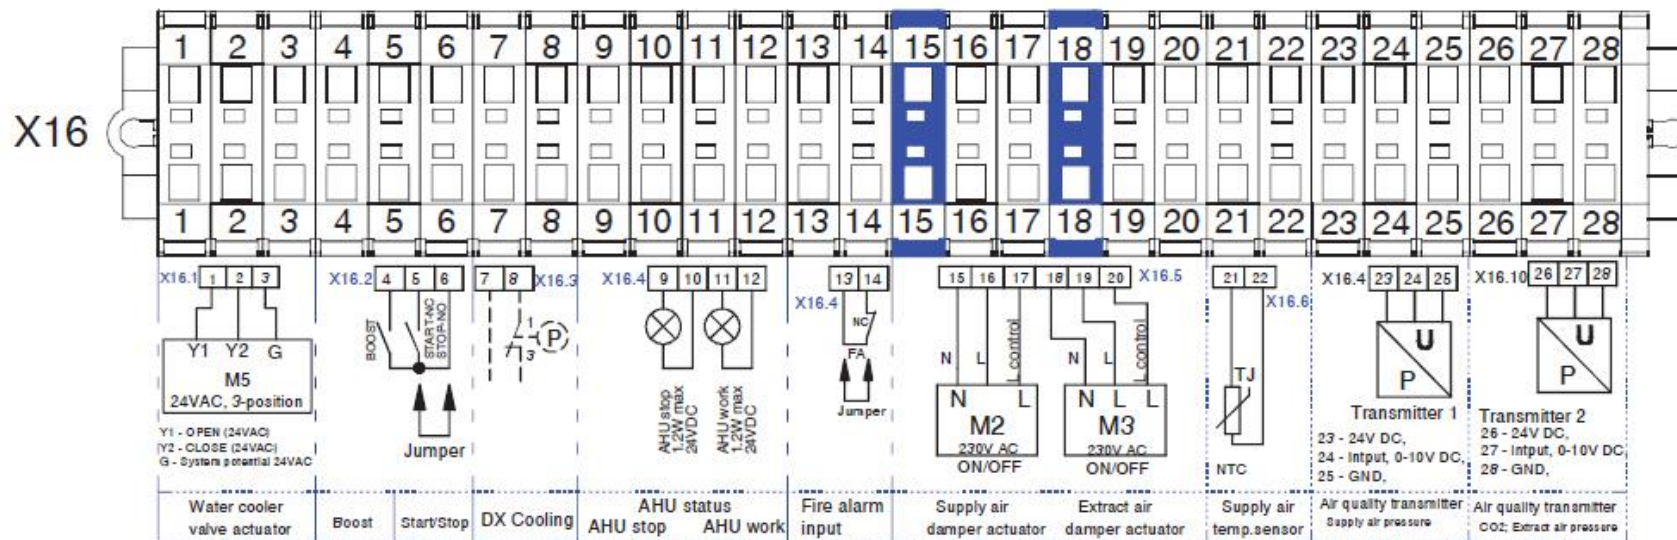 1 2 3 4 5 6 7 8 9 10 11 12 13 14 15 16 17 18 19 20 21 22 23 24 25 26 27 28
X16
1 2 3 4 5 6 7 8 9 10 11 12 13 14 15 16 17 18 19 20 21 22 23 24 25 26 27 28
X16.1 1 2 3
X16.2 4 5 6
7 8 X16.3
X16.4 9 10 11 12
13 14
X16.4
15 16 17 18 19 20 X16.5
21 22
X16.6
X16.4 23 24 25
X16.10 26 27 28
Y1 Y2 G
M5
24VAC, 3-position
Y1 - OPEN (24VAC)
Y2 - CLOSE (24VAC)
G - System potential 24VAC
BOOST
START-NC
STOP-NO
Jumper
1
P
3
AHU stop
1.2W max
24VDC
AHU work
1.2W max
24VDC
NC
FA
Jumper
N L L control
N L
M2
230V AC
ON/OFF
N L L control
N L L
M3
230V AC
ON/OFF
TJ
NTC
U
P
Transmitter 1
23 - 24V DC,
24 - Intput, 0-10V DC,
25 - GND,
U
P
Transmitter 2
26 - 24V DC,
27 - Intput, 0-10V DC
28 - GND,
Water cooler
valve actuator
Boost
Start/Stop
DX Cooling
AHU status
AHU stop AHU work
Fire alarm
input
Supply air
damper actuator
Extract air
damper actuator
Supply air
temp.sensor
Air quality transmitter
Supply air pressure
Air quality transmitter
CO2; Extract air pressure